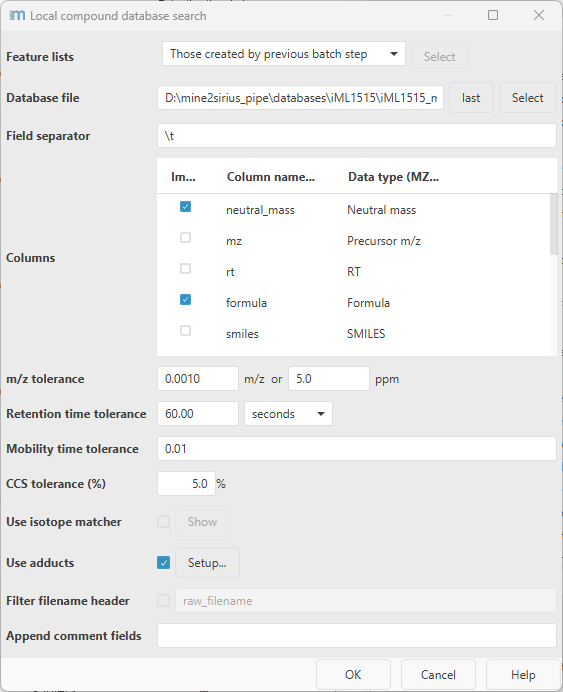 m Local compound database search
Feature lists Those created by previous batch step Select
Database file D:\mine2sirius_pipe\databases\iML1515\iML1515_n last Select
Field separator \t
Columns
Im... Column name... Data type (MZ...
neutral_mass Neutral mass
mz Precursor m/z
rt RT
formula Formula
smiles SMILES
m/z tolerance 0.0010 m/z or 5.0 ppm
Retention time tolerance 60.00 seconds
Mobility time tolerance 0.01
CCS tolerance (%) 5.0 %
Use isotope matcher Show
Use adducts Setup...
Filter filename header raw_filename
Append comment fields
OK Cancel Help